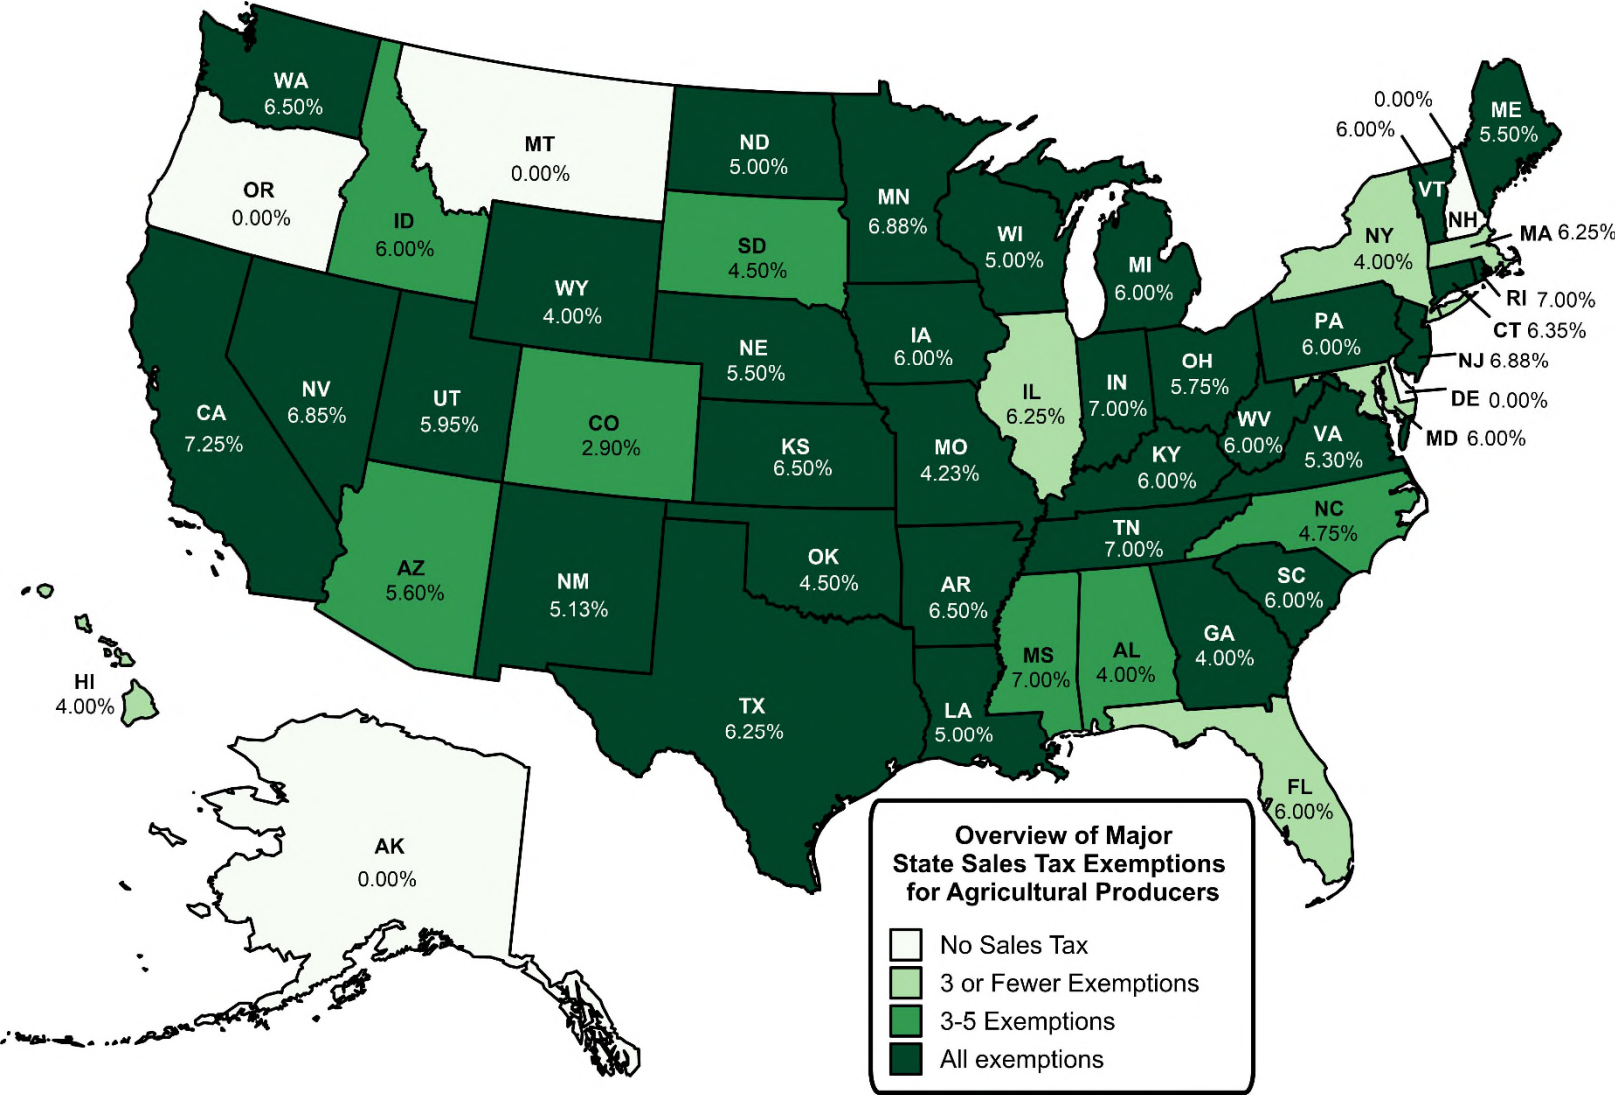 WA
6.50%
OR
0.00%
MT
0.00%
ID
6.00%
ND
5.00%
SD
4.50%
MN
6.88%
WI
5.00%
MI
6.00%
0.00%
6.00%
ME
5.50%
VT
NH
NY
4.00%
MA 6.25%
RI 7.00%
CT 6.35%
NJ 6.88%
DE 0.00%
MD 6.00%
PA
6.00%
WY
4.00%
NE
5.50%
IA
6.00%
IL
6.25%
IN
7.00%
OH
5.75%
WV
6.00%
VA
5.30%
CA
7.25%
NV
6.85%
UT
5.95%
CO
2.90%
KS
6.50%
MO
4.23%
KY
6.00%
TN
7.00%
NC
4.75%
SC
6.00%
AZ
5.60%
NM
5.13%
OK
4.50%
AR
6.50%
MS
7.00%
AL
4.00%
GA
4.00%
TX
6.25%
LA
5.00%
FL
6.00%
HI
4.00%
AK
0.00%
Overview of Major
State Sales Tax Exemptions
for Agricultural Producers
No Sales Tax
3 or Fewer Exemptions
3-5 Exemptions
All exemptions